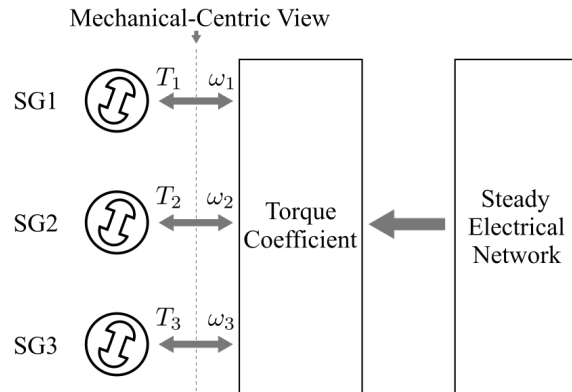 Mechanical-Centric View
SG1
T₁
ω₁
SG2
T₂
ω₂
SG3
T₃
ω₃
Torque
Coefficient
Steady
Electrical
Network